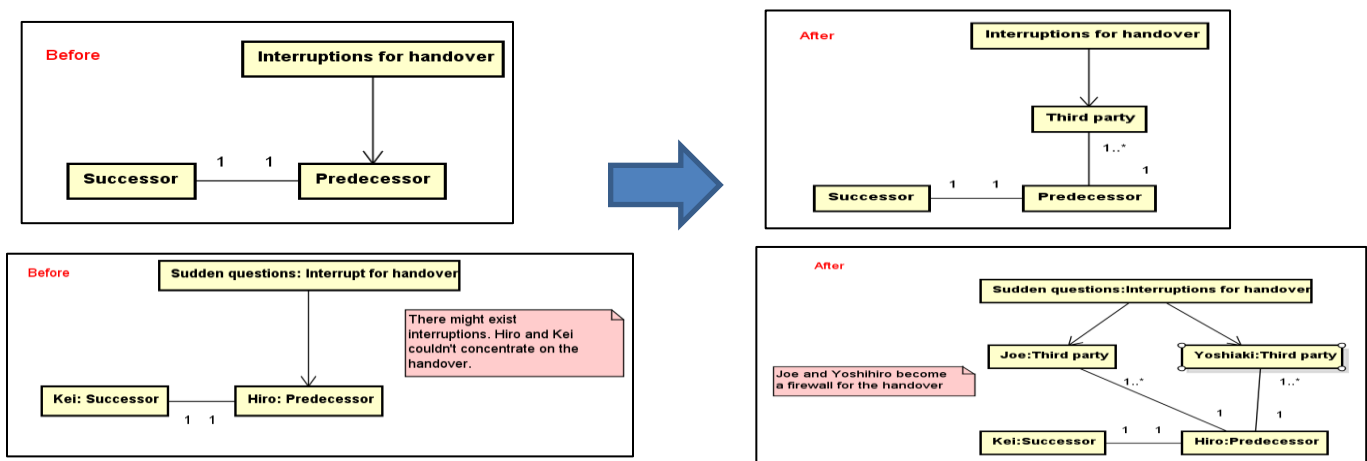 Before
Interruptions for handover
1 1
Successor
Predecessor
After
Interruptions for handover
Third party
1..*
1
1 1
Successor
Predecessor
Before
Sudden questions: Interrupt for handover
There might exist
interruptions. Hiro and Kei
couldn't concentrate on the
handover.
Kei: Successor
Hiro: Predecessor
1 1
After
Sudden questions:Interruptions for handover
Joe:Third party
Yoshiaki:Third party
Joe and Yoshihiro become
a firewall for the handover
1..*
1..*
1
1
1 1
Kei:Successor
Hiro:Predecessor